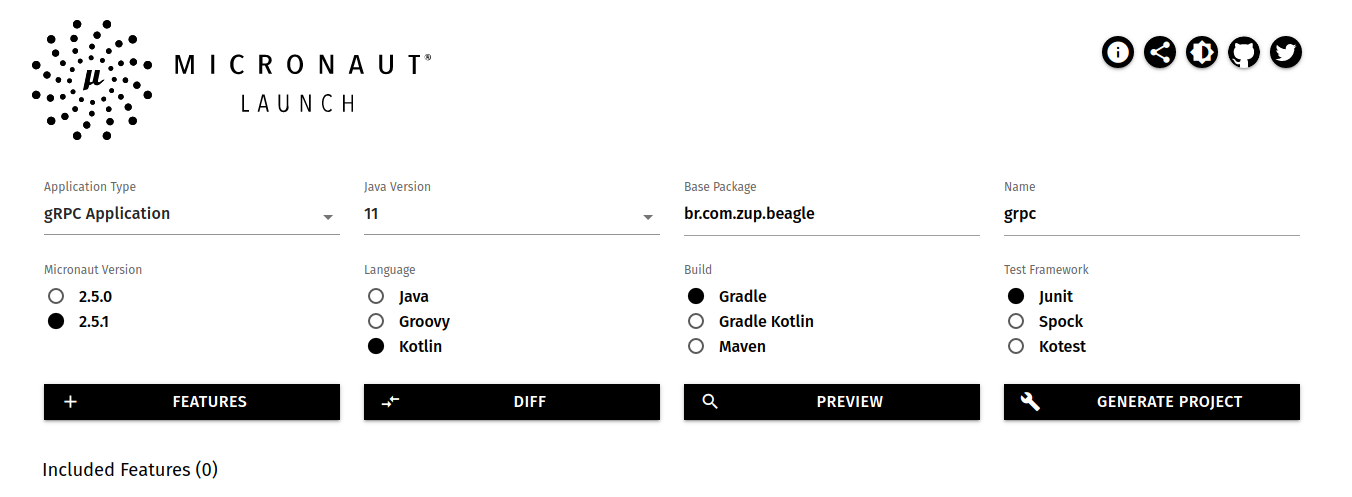 μ
MICRONAUT®
LAUNCH
Application Type
gRPC Application
Java Version
11
Base Package
br.com.zup.beagle
Name
grpc
Micronaut Version
2.5.0
2.5.1
Language
Java
Groovy
Kotlin
Build
Gradle
Gradle Kotlin
Maven
Test Framework
Junit
Spock
Kotest
FEATURES
DIFF
PREVIEW
GENERATE PROJECT
Included Features (0)